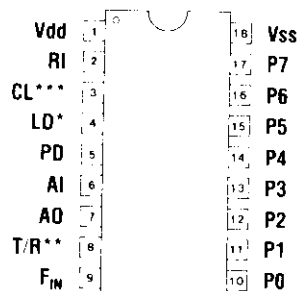 Vdd 1 18 Vss
RI 2 17 P7
CL*** 3 16 P6
LD* 4 15 P5
PD 5 14 P4
AI 6 13 P3
AO 7 12 P2
T/R** 8 11 P1
FIN 9 10 P0